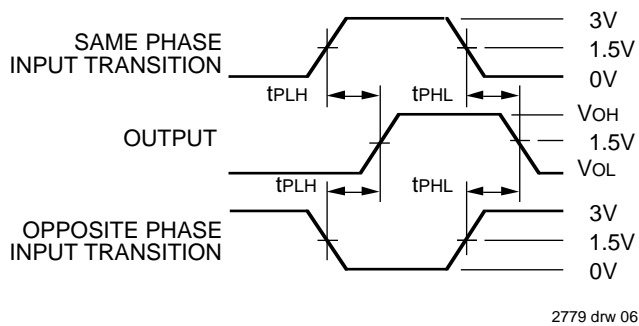 3V
SAME PHASE
INPUT TRANSITION
1.5V
0V
tPLH
tPHL
VOH
OUTPUT
1.5V
VOL
tPLH
tPHL
3V
OPPOSITE PHASE
INPUT TRANSITION
1.5V
0V
2779 drw 06